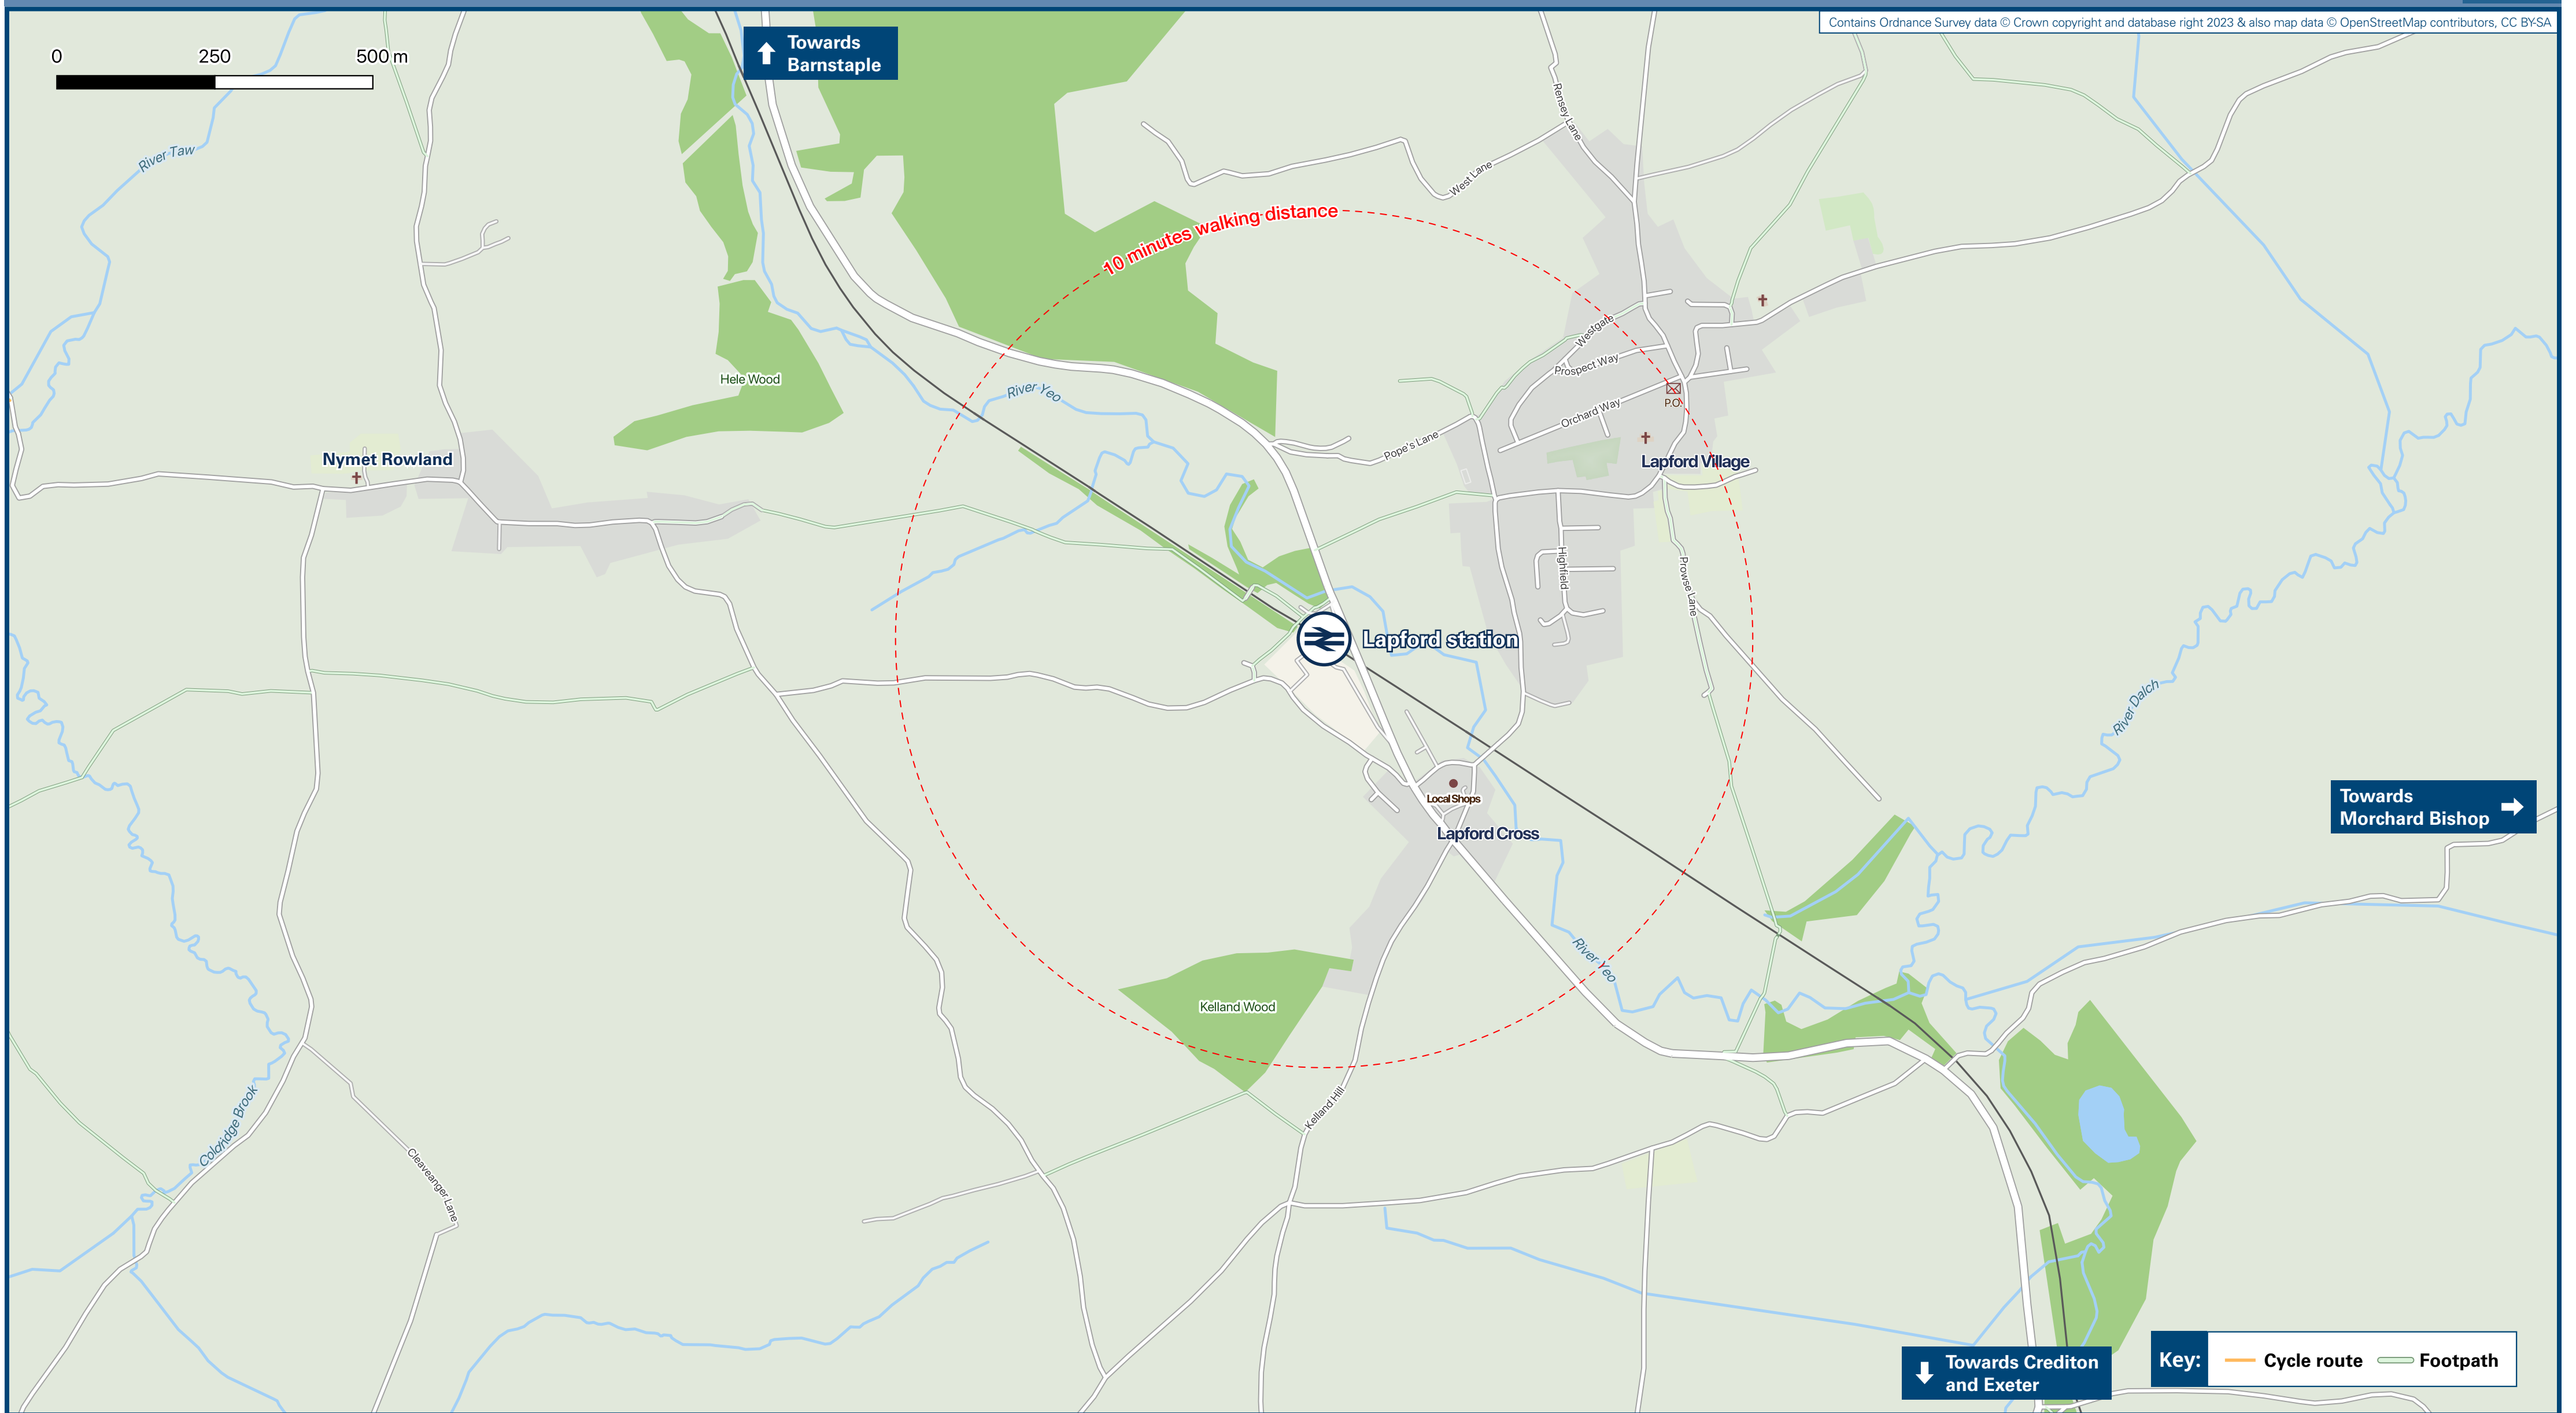 Contains Ordnance Survey data © Crown copyright and database right 2023 & also map data © OpenStreetMap contributors, CC BY-SA
0 250 500 m
Towards
Barnstaple
River Taw
Rensey Lane
West Lane
10 minutes walking distance
Westgate
Prospect Way
Hele Wood
River Yeo
P.O.
Orchard Way
Pope's Lane
Nymet Rowland
Lapford Village
Highfield
Prowse Lane
Lapford station
River Dalch
Local Shops
Lapford Cross
Towards
Morchard Bishop
River Yeo
Kelland Wood
Kelland Hill
Coldridge Brook
Cleavanger Lane
Towards Crediton
and Exeter
Key: Cycle route Footpath